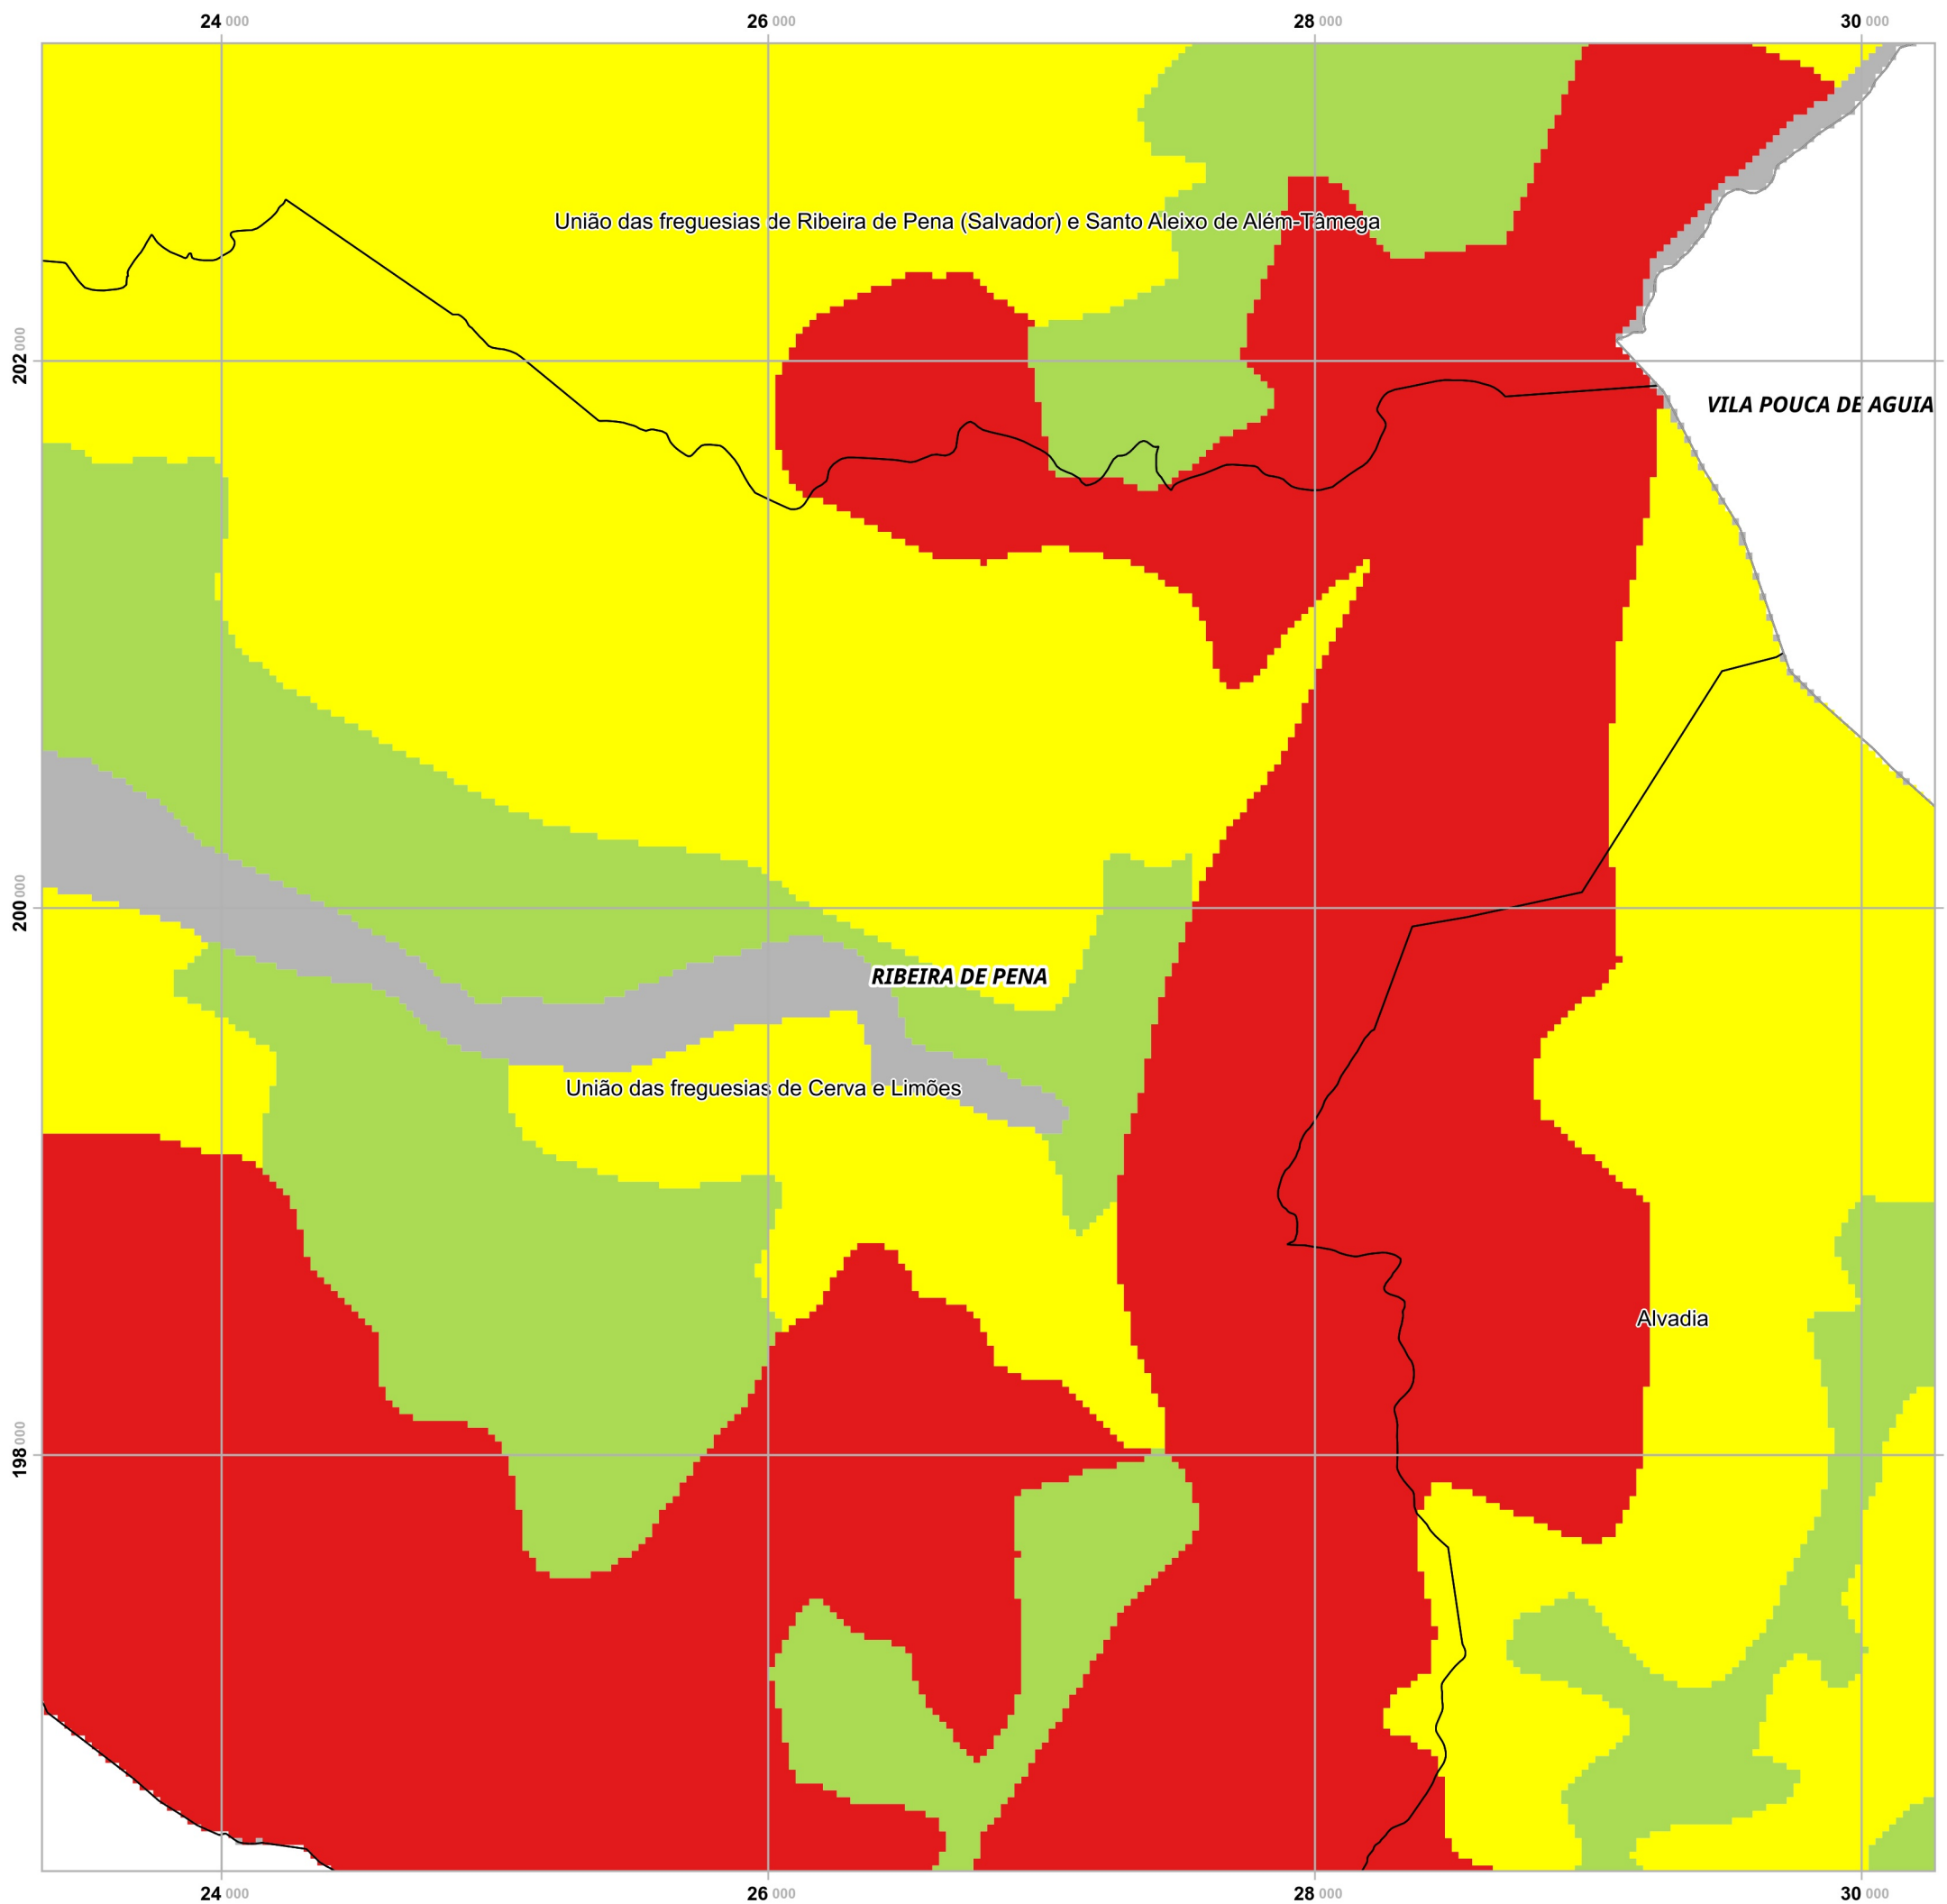 24 000 26 000 28 000 30 000
União das freguesias de Ribeira de Pena (Salvador) e Santo Aleixo de Além-Tâmega
202 000
VILA POUCA DE AGUIA
200 000
RIBEIRA DE PENA
União das freguesias de Cerva e Limões
Alvadia
198 000
24 000 26 000 28 000 30 000